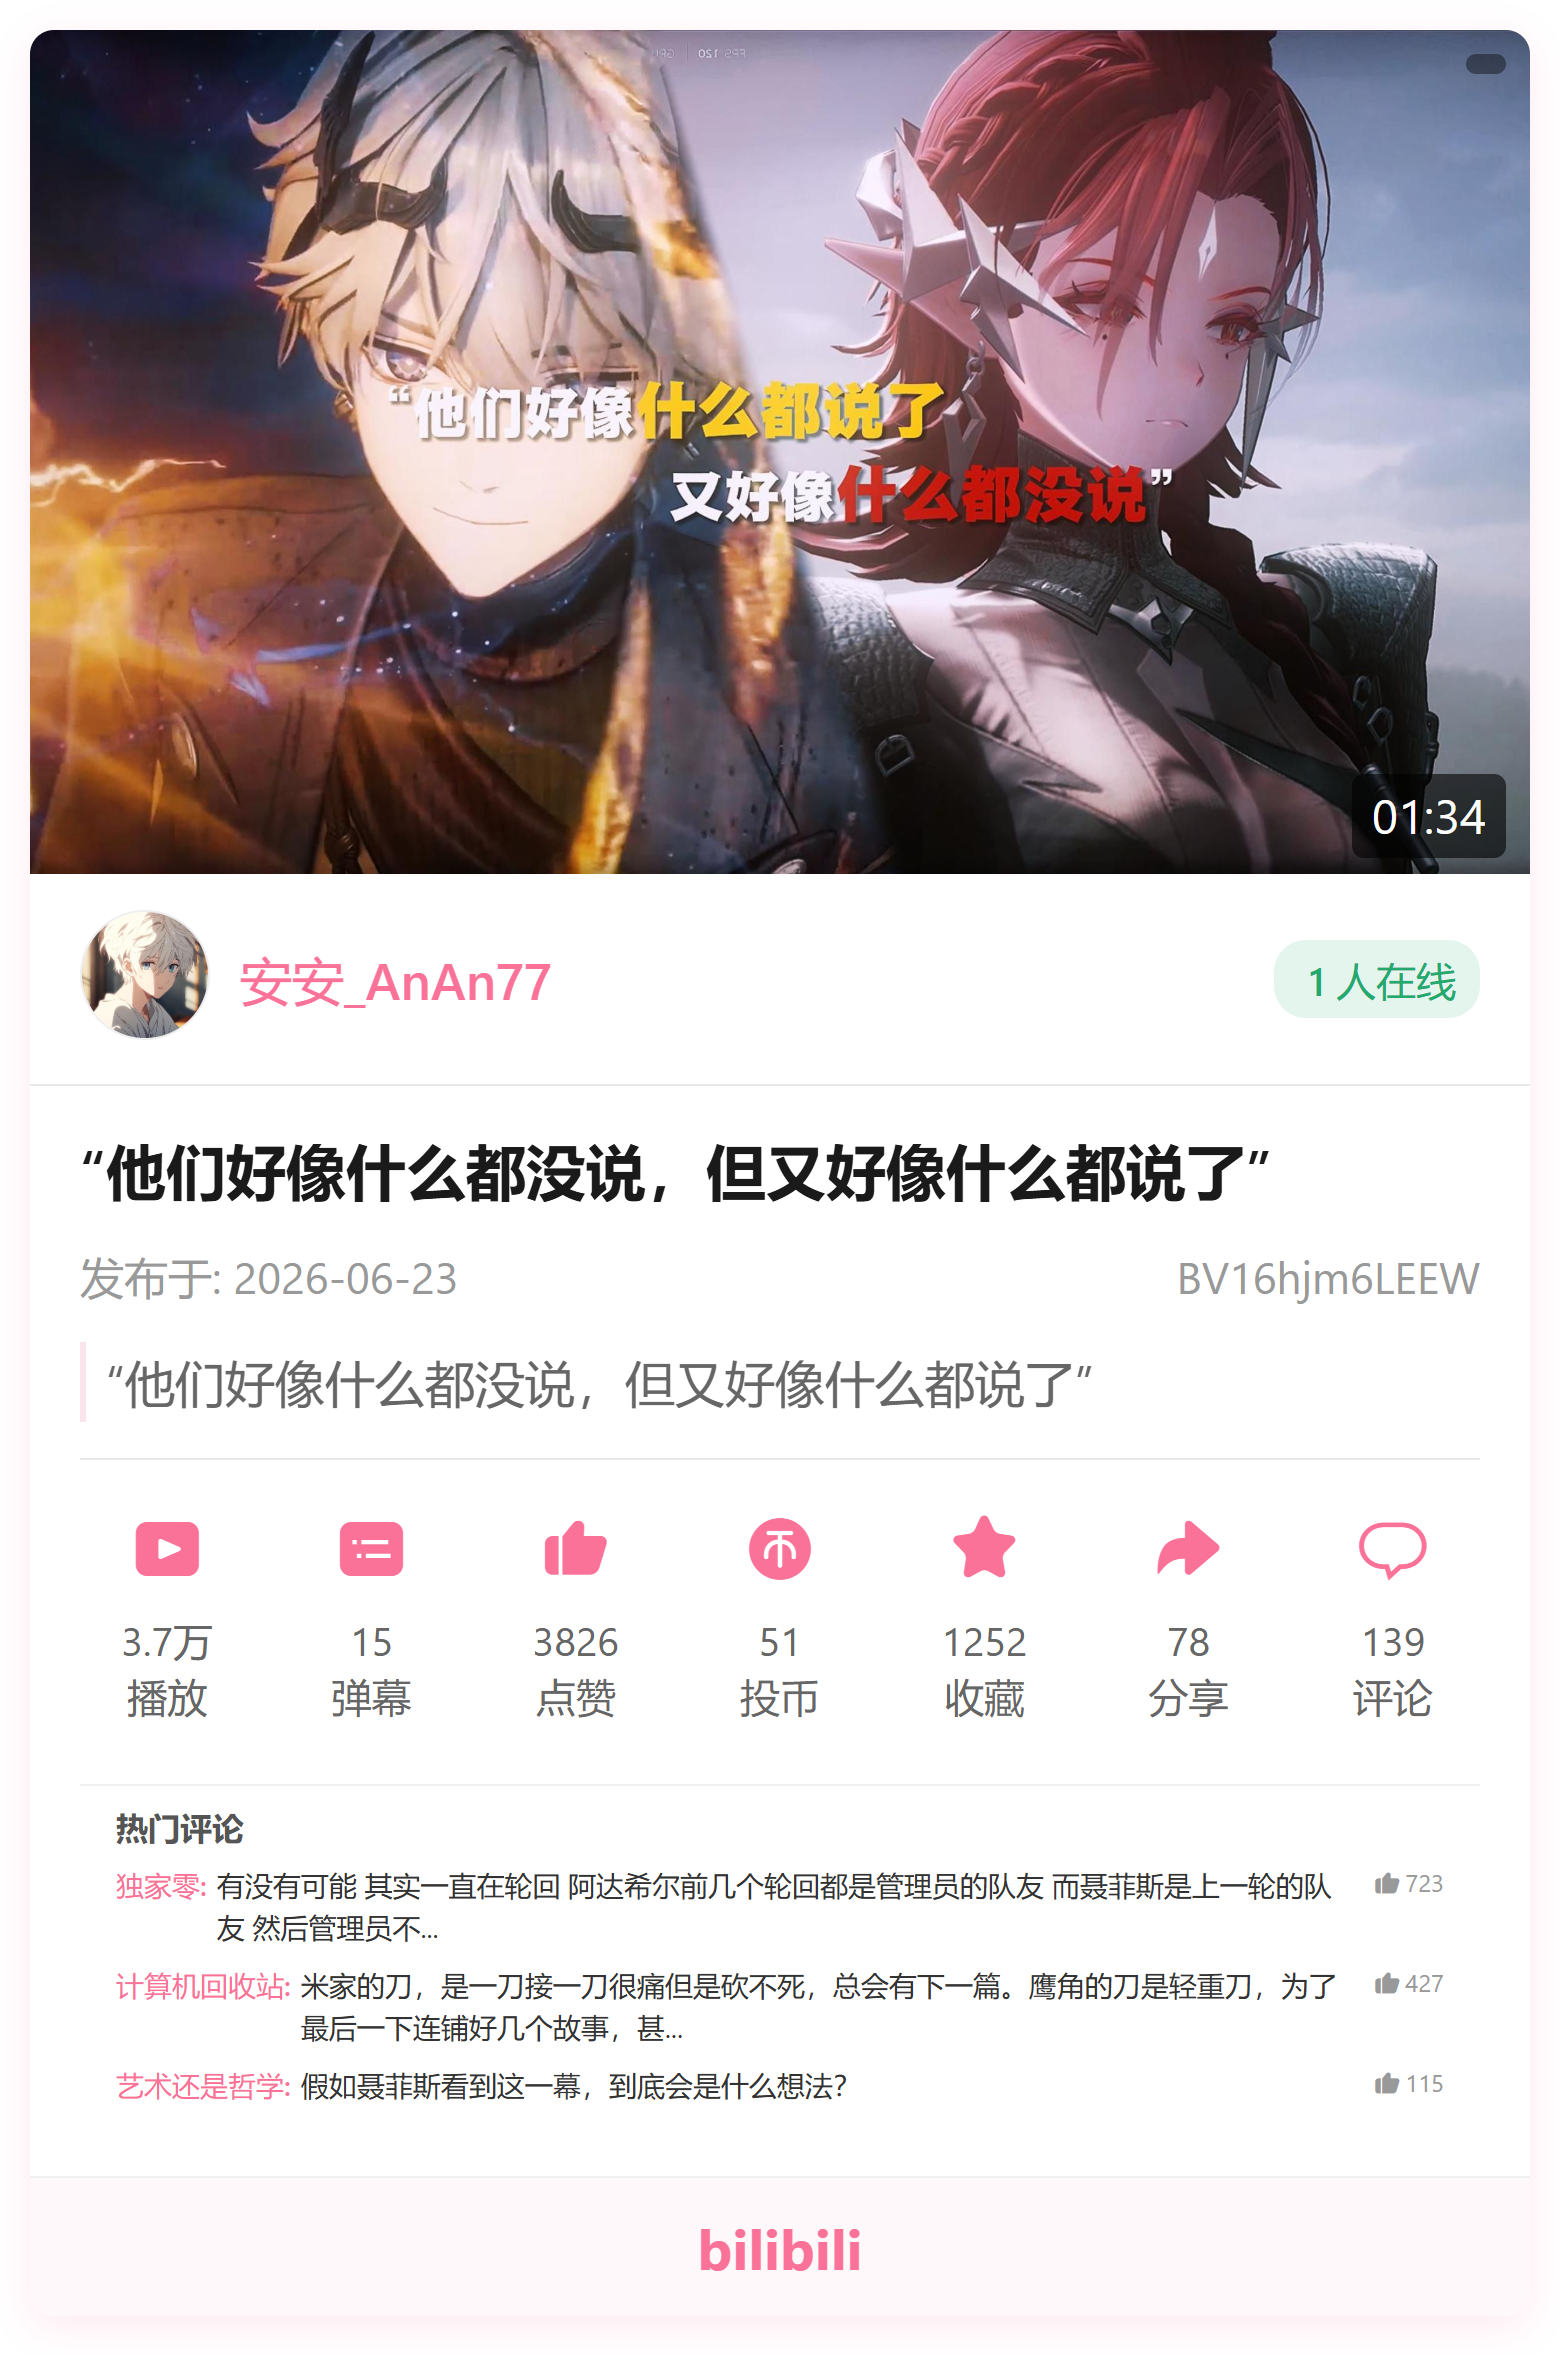 FPS 120 GPU
“他们好像什么都说了
又好像什么都没说”
01:34
安安_AnAn77
1 人在线
“他们好像什么都没说，但又好像什么都说了”
发布于: 2026-06-23
BV16hjm6LEEW
“他们好像什么都没说，但又好像什么都说了”
3.7万
15
3826
51
1252
78
139
播放
弹幕
点赞
投币
收藏
分享
评论
热门评论
独家零: 有没有可能 其实一直在轮回 阿达希尔前几个轮回都是管理员的队友 而聂菲斯是上一轮的队
友 然后管理员不...
723
计算机回收站: 米家的刀，是一刀接一刀很痛但是砍不死，总会有下一篇。鹰角的刀是轻重刀，为了
最后一下连铺好几个故事，甚...
427
艺术还是哲学: 假如聂菲斯看到这一幕，到底会是什么想法？
115
bilibili